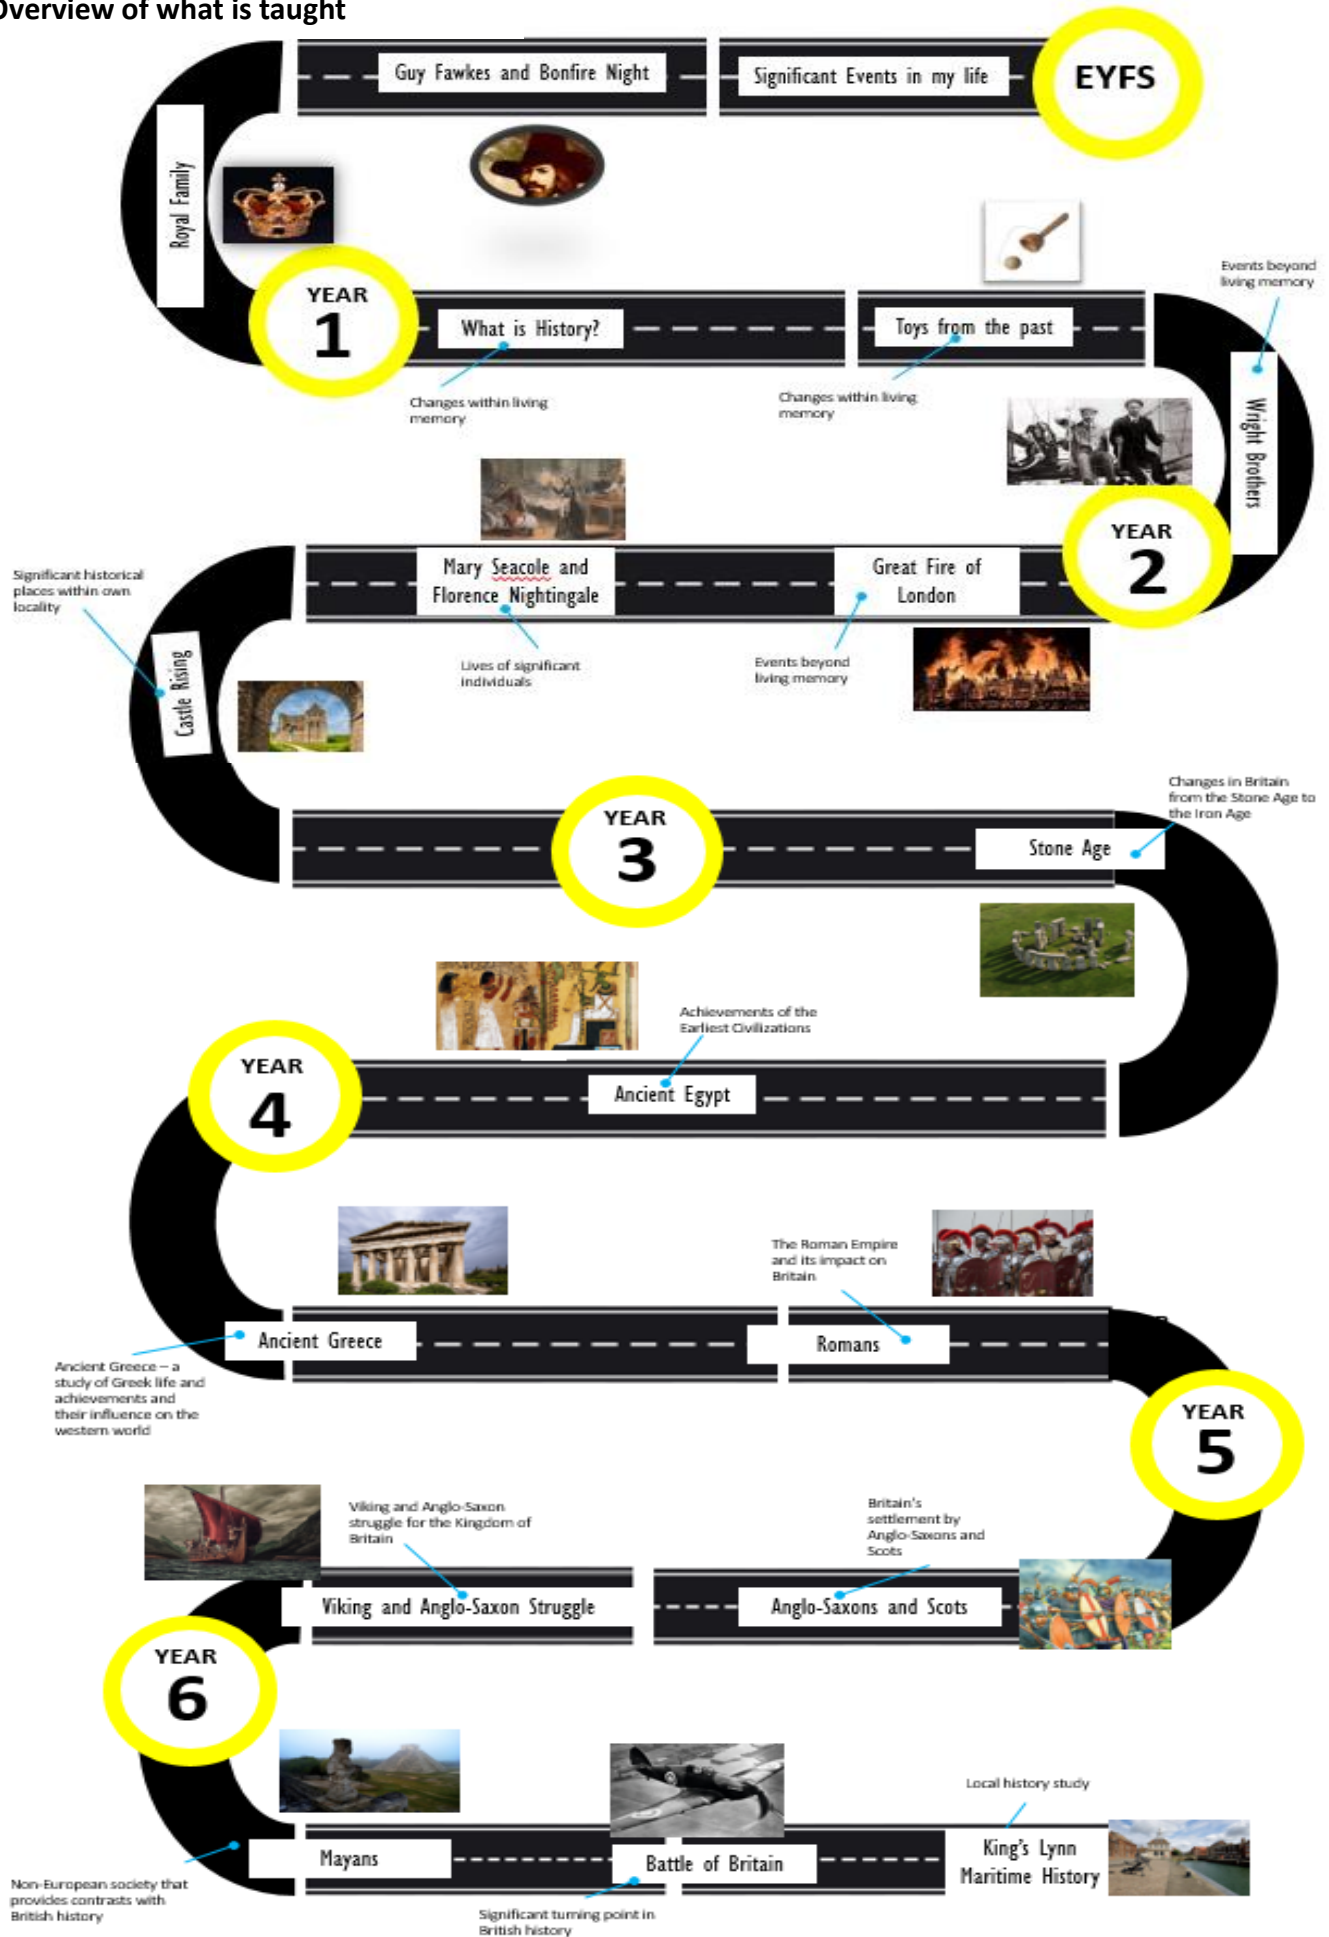 Overview of what is taught
EYFS
Significant Events in my life
Guy Fawkes and Bonfire Night
Royal Family
YEAR
1
What is History?
Changes within living
memory
Toys from the past
Changes within living
memory
Events beyond
living memory
Wright Brothers
YEAR
2
Great Fire of
London
Events beyond
living memory
Mary Seacole and
Florence Nightingale
Lives of significant
individuals
Significant historical
places within own
locality
Castle Rising
YEAR
3
Stone Age
Changes in Britain
from the Stone Age to
the Iron Age
Achievements of the
Earliest Civilizations
Ancient Egypt
YEAR
4
Ancient Greece
Ancient Greece – a
study of Greek life and
achievements and
their influence on the
western world
The Roman Empire
and its impact on
Britain
Romans
YEAR
5
Britain's
settlement by
Anglo-Saxons and
Scots
Anglo-Saxons and Scots
Viking and Anglo-Saxon
struggle for the Kingdom of
Britain
Viking and Anglo-Saxon Struggle
YEAR
6
Mayans
Non-European society that
provides contrasts with
British history
Battle of Britain
Significant turning point in
British history
Local history study
King's Lynn
Maritime History